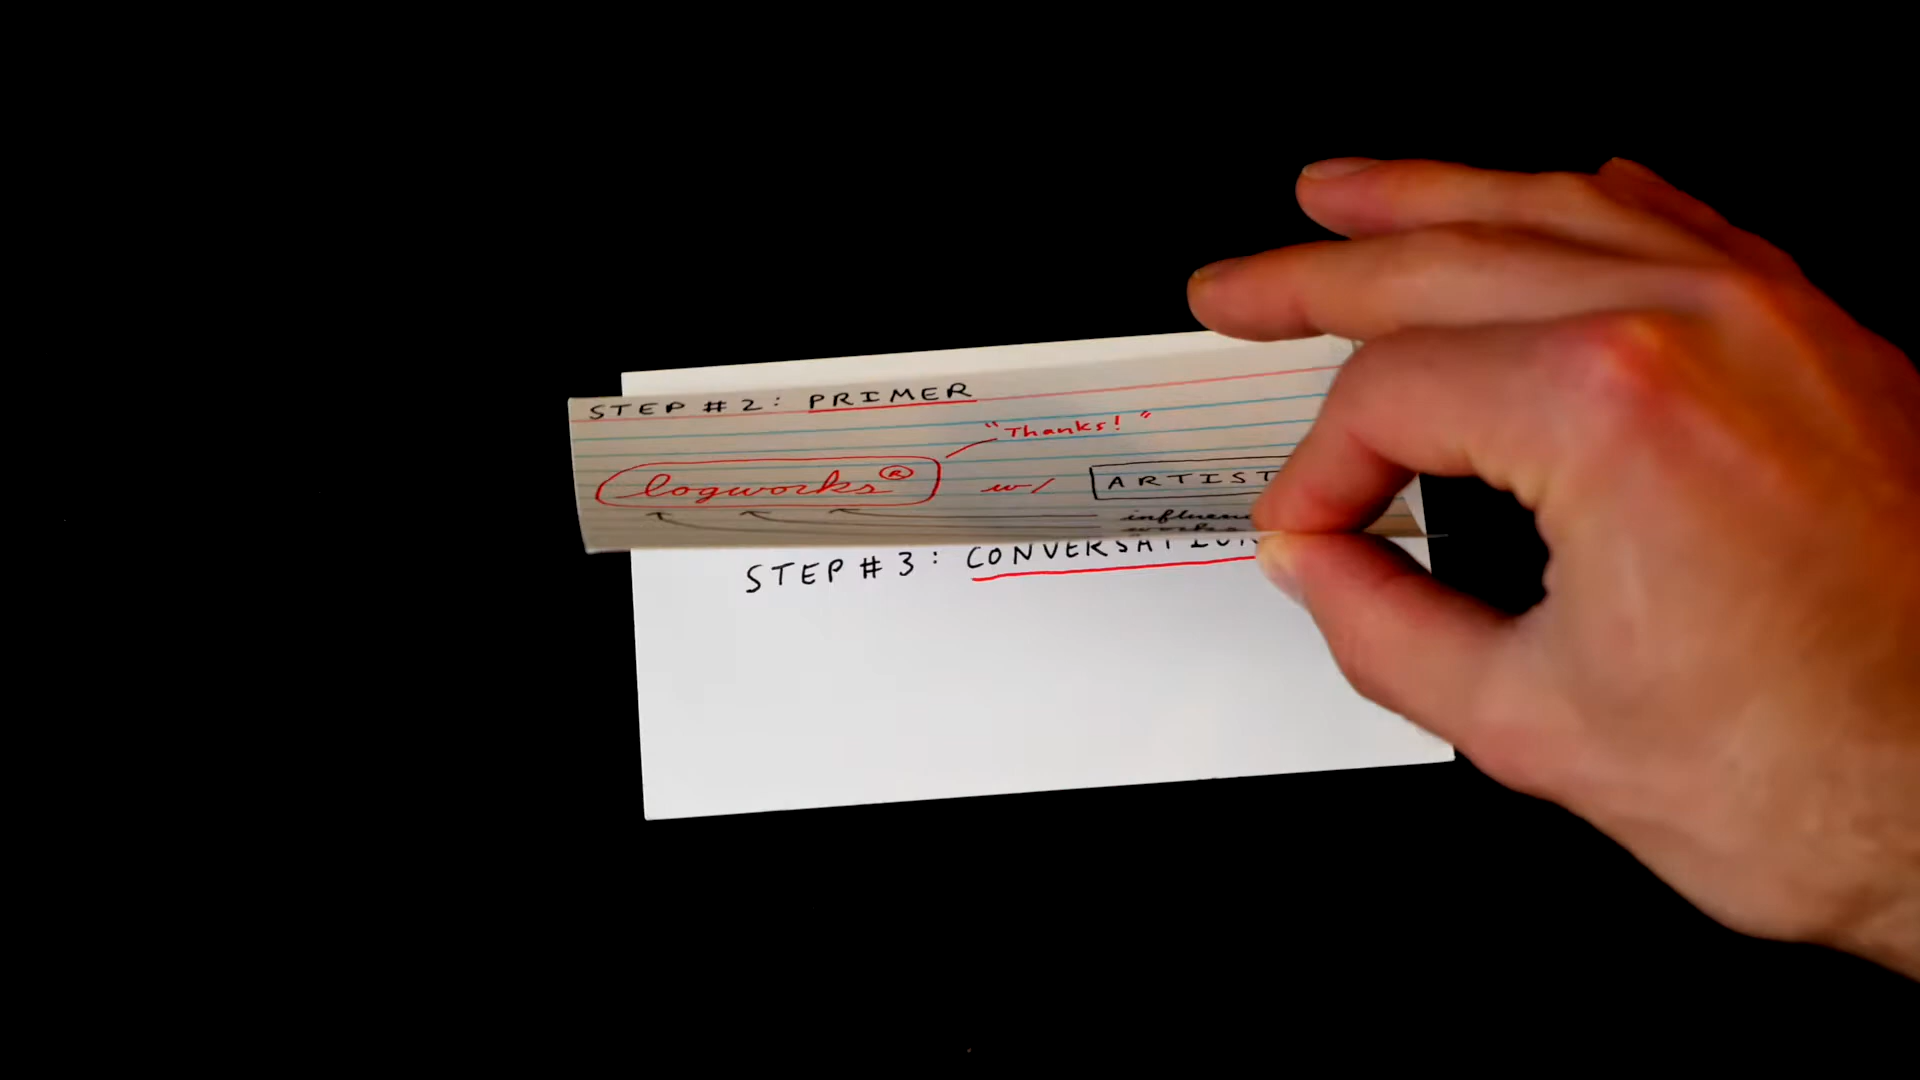 STEP #2: PRIMER
"Thanks!"
logworks® w/ ARTIST
STEP #3: CONVERSATION